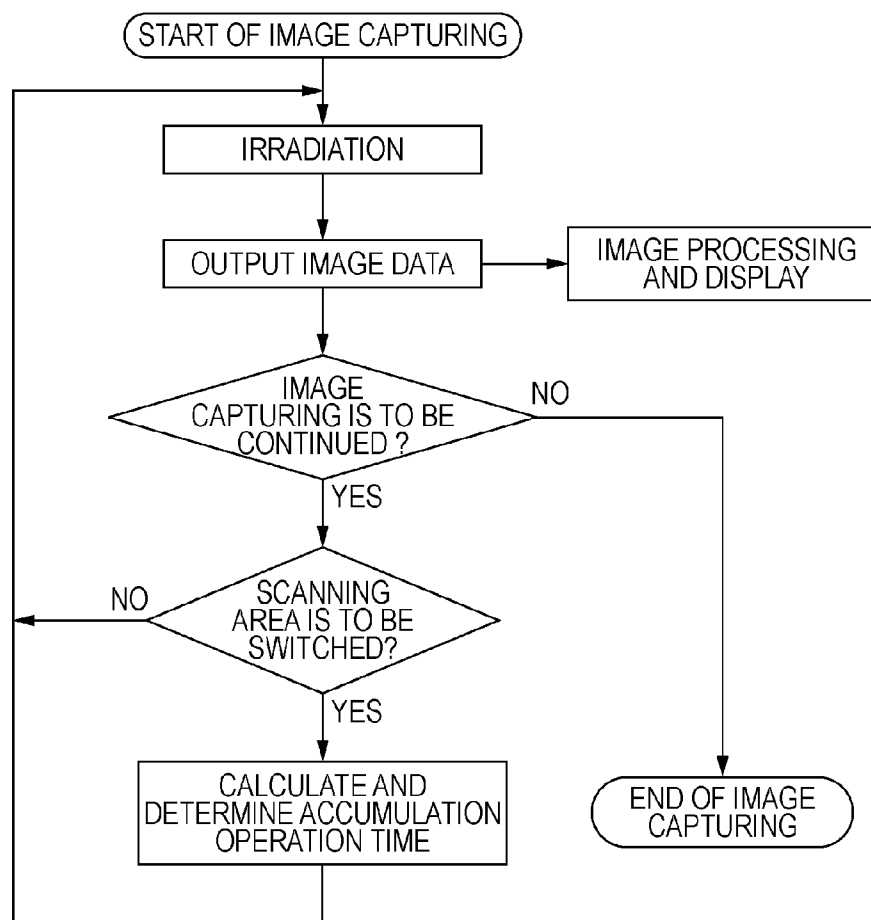 START OF IMAGE CAPTURING
IRRADIATION
OUTPUT IMAGE DATA
IMAGE PROCESSING
AND DISPLAY
IMAGE
CAPTURING IS TO BE
CONTINUED ?
NO
YES
SCANNING
AREA IS TO BE
SWITCHED?
NO
YES
CALCULATE AND
DETERMINE ACCUMULATION
OPERATION TIME
END OF IMAGE
CAPTURING